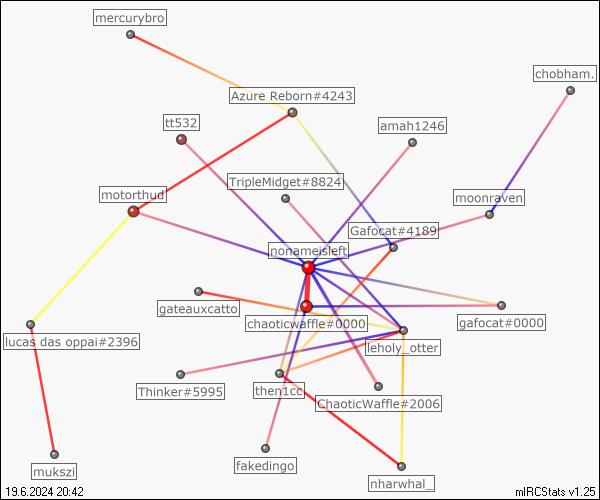 mercurybro
chobham.
Azure Reborn#4243
tt532
amah1246
TripleMidget#8824
motorthud
moonraven
Gafocat#4189
nonameisleft
gateauxcatto
chaoticwaffle#0000
gafocat#0000
lucas das oppai#2396
leholy_otter
Thinker#5995
then1cc
ChaoticWaffle#2006
mukszi
fakedingo
nharwhal_
19.6.2024 20:42
mIRCStats v1.25